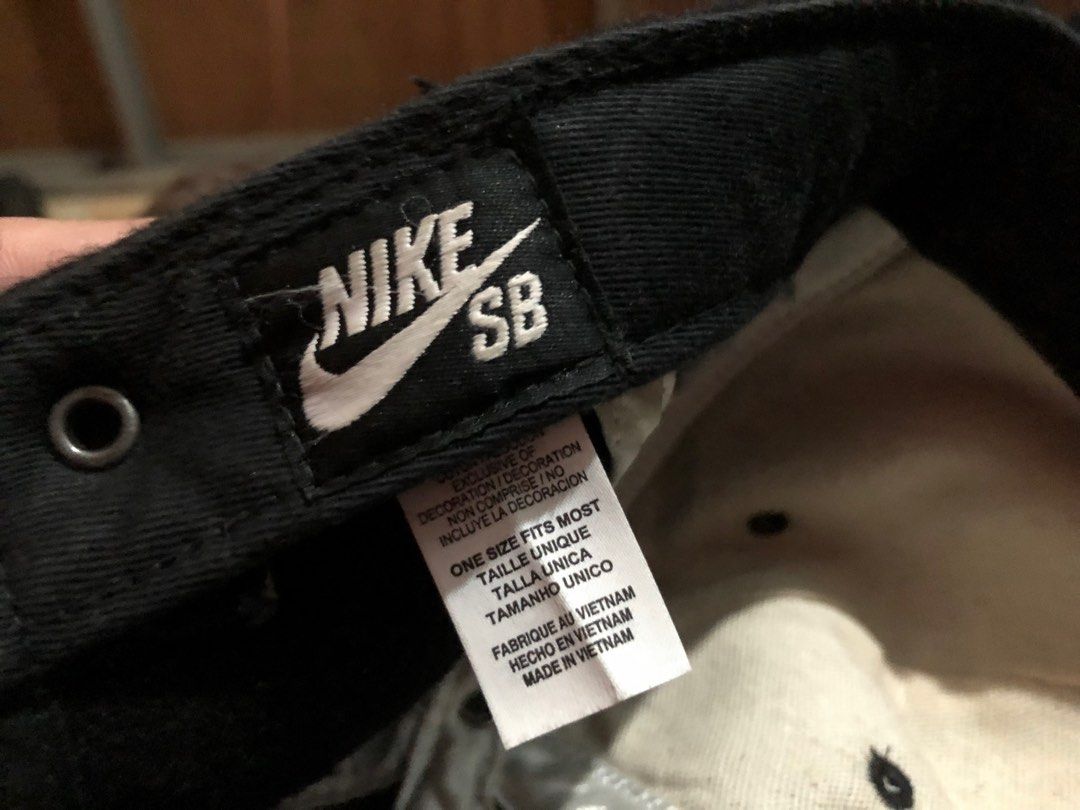 NIKE
SB
EXCLUSIVE OF
DECORATION / DÉCORATION
NON COMPRISE / NO
INCLUYE LA DECORACION
ONE SIZE FITS MOST
TAILLE UNIQUE
TALLA UNICA
TAMANHO UNICO
FABRIQUE AU VIETNAM
HECHO EN VIETNAM
MADE IN VIETNAM